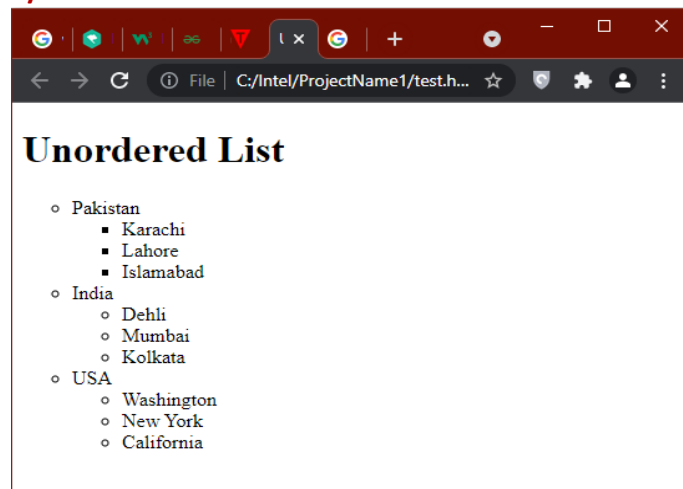 File C:/Intel/ProjectName1/test.h...
Unordered List
Pakistan
Karachi
Lahore
Islamabad
India
Dehli
Mumbai
Kolkata
USA
Washington
New York
California